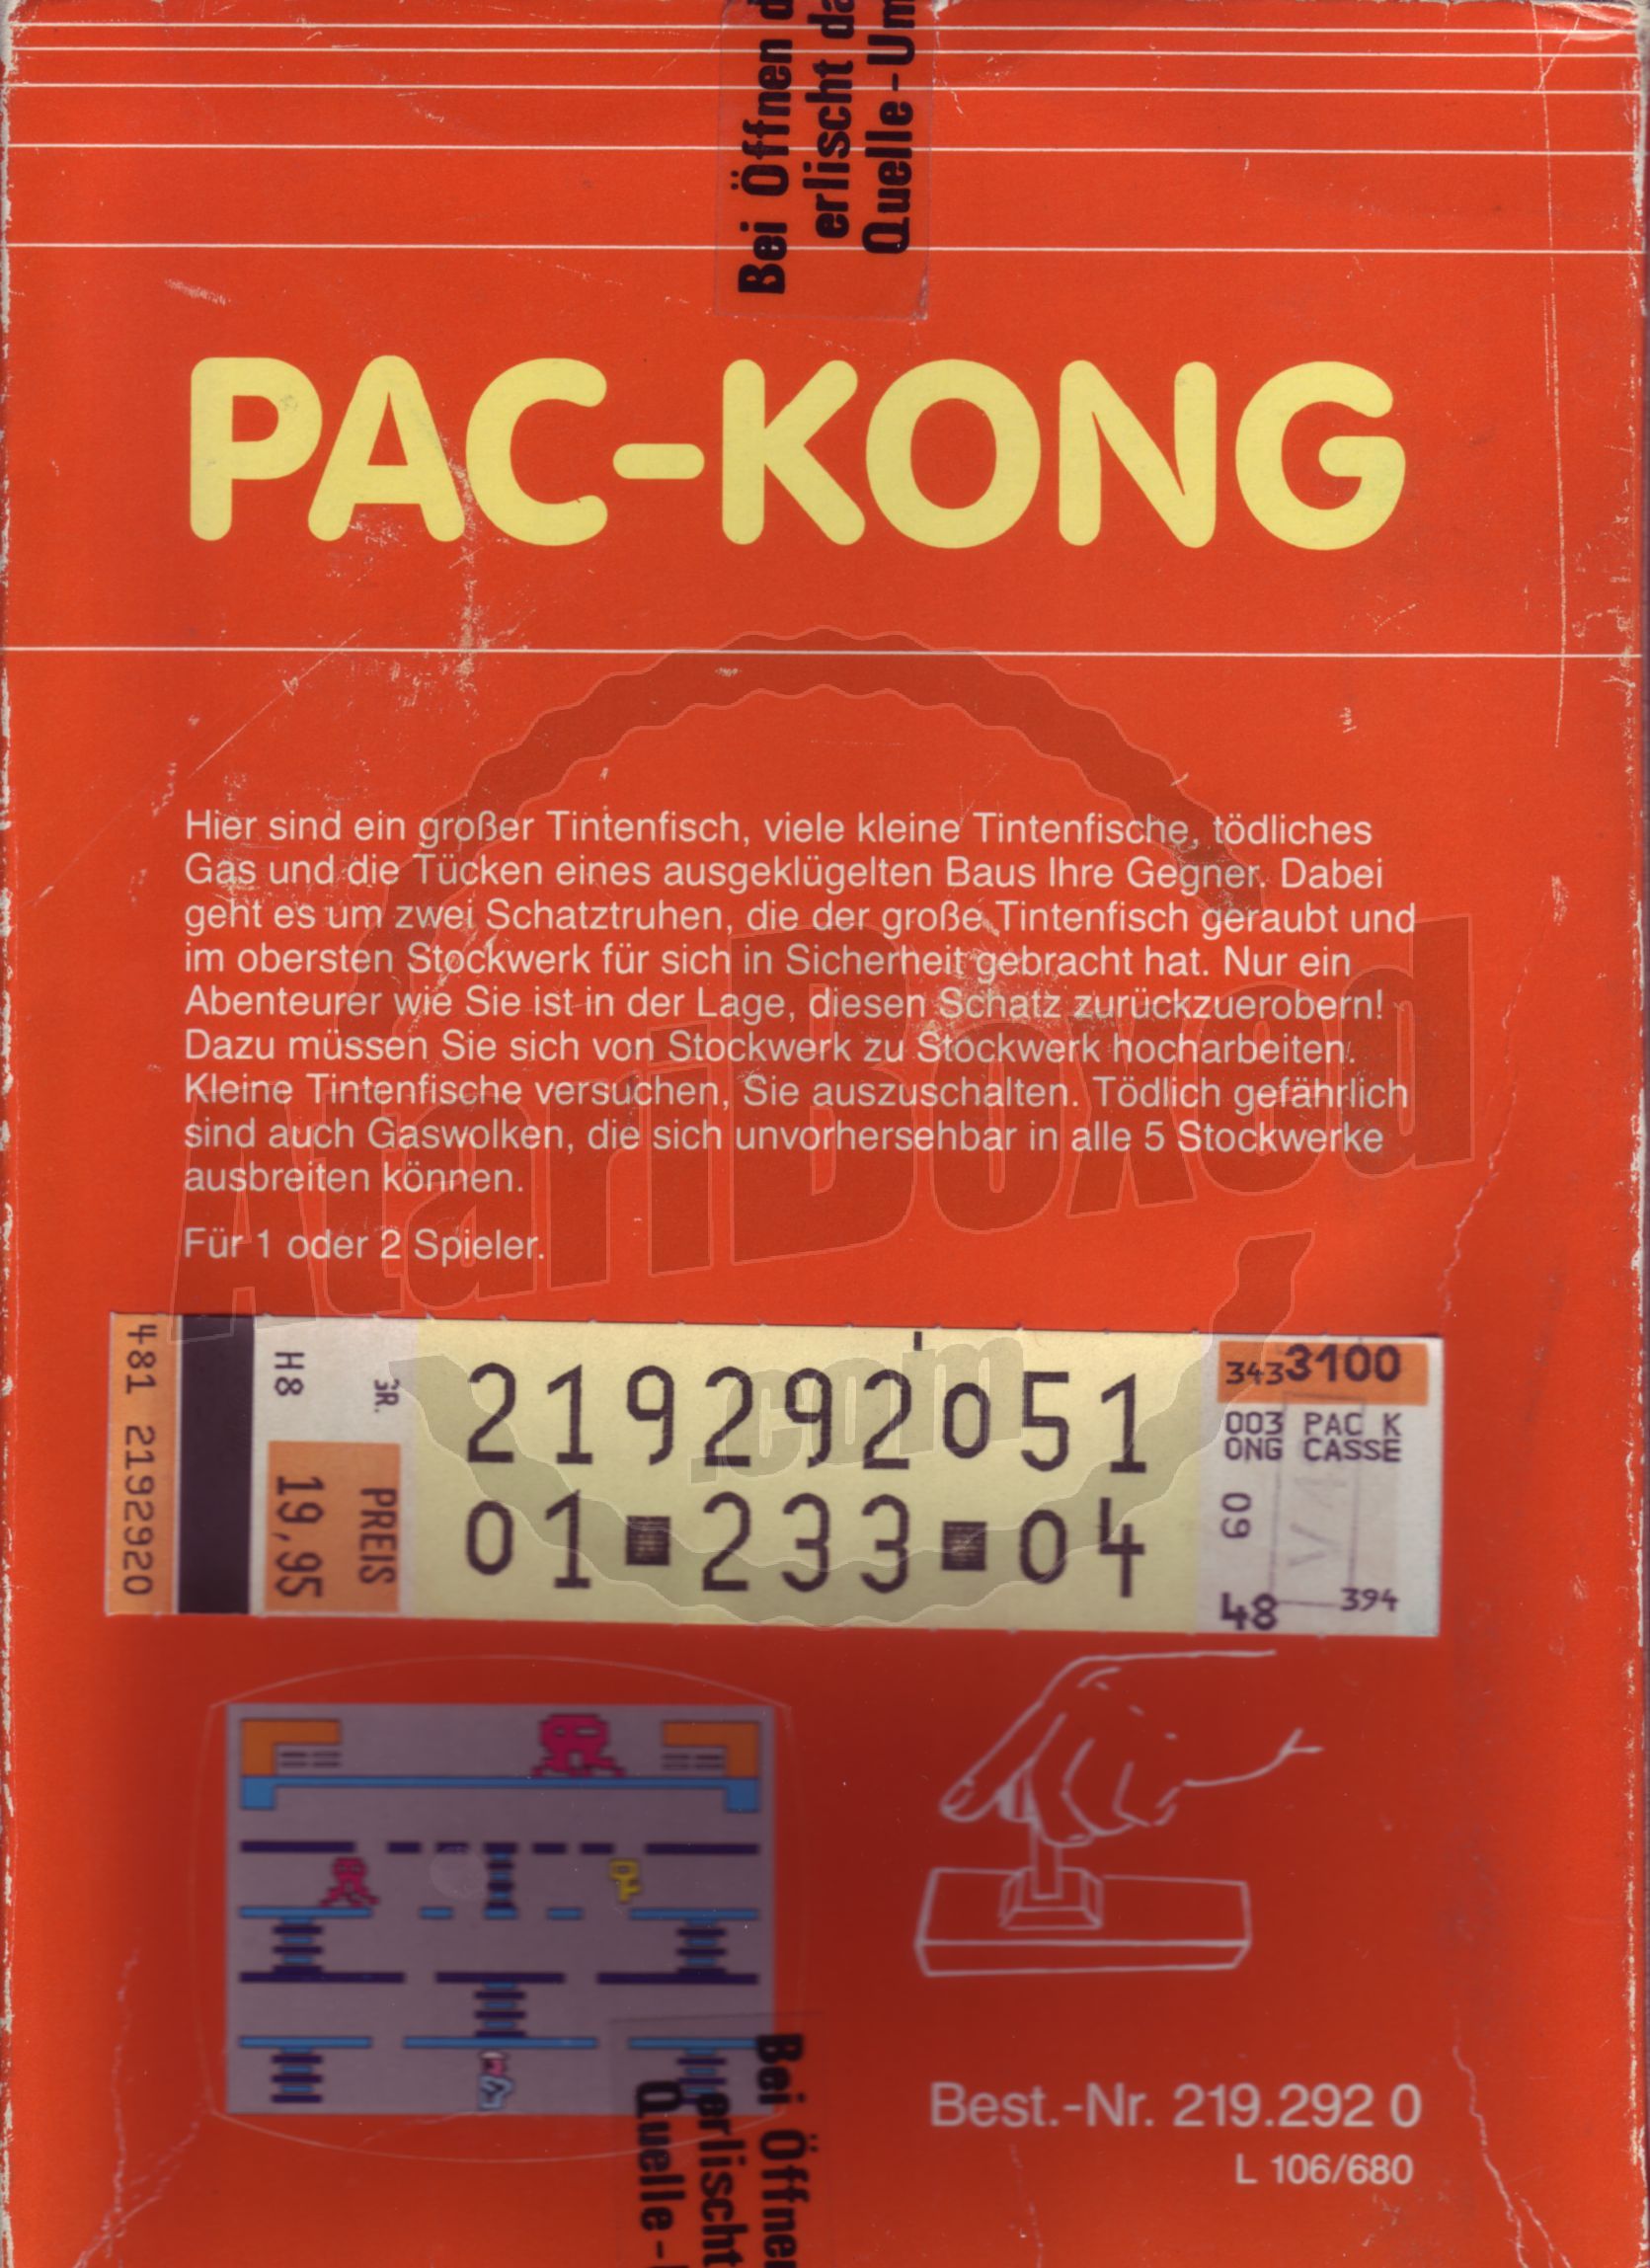 Bei Öffnen d
erlischt da
Quelle-Um
PAC-KONG
Hier sind ein großer Tintenfisch, viele kleine Tintenfische, tödliches
Gas und die Tücken eines ausgeklügelten Baus Ihre Gegner. Dabei
geht es um zwei Schatztruhen, die der große Tintenfisch geraubt und
im obersten Stockwerk für sich in Sicherheit gebracht hat. Nur ein
Abenteurer wie Sie ist in der Lage, diesen Schatz zurückzuerobern!
Dazu müssen Sie sich von Stockwerk zu Stockwerk hocharbeiten.
Kleine Tintenfische versuchen, Sie auszuschalten. Tödlich gefährlich
sind auch Gaswolken, die sich unvorhersehbar in alle 5 Stockwerke
ausbreiten können.
Für 1 oder 2 Spieler.
AtariBoxed
.com
481 2192920
H8
GR.
PREIS
19,95
219292051
01 233 04
3433100
003 PAC K
ONG CASSE
09
48
394
Bei Öffnen
erlischt
Quelle-
Best.-Nr. 219.292 0
L 106/680